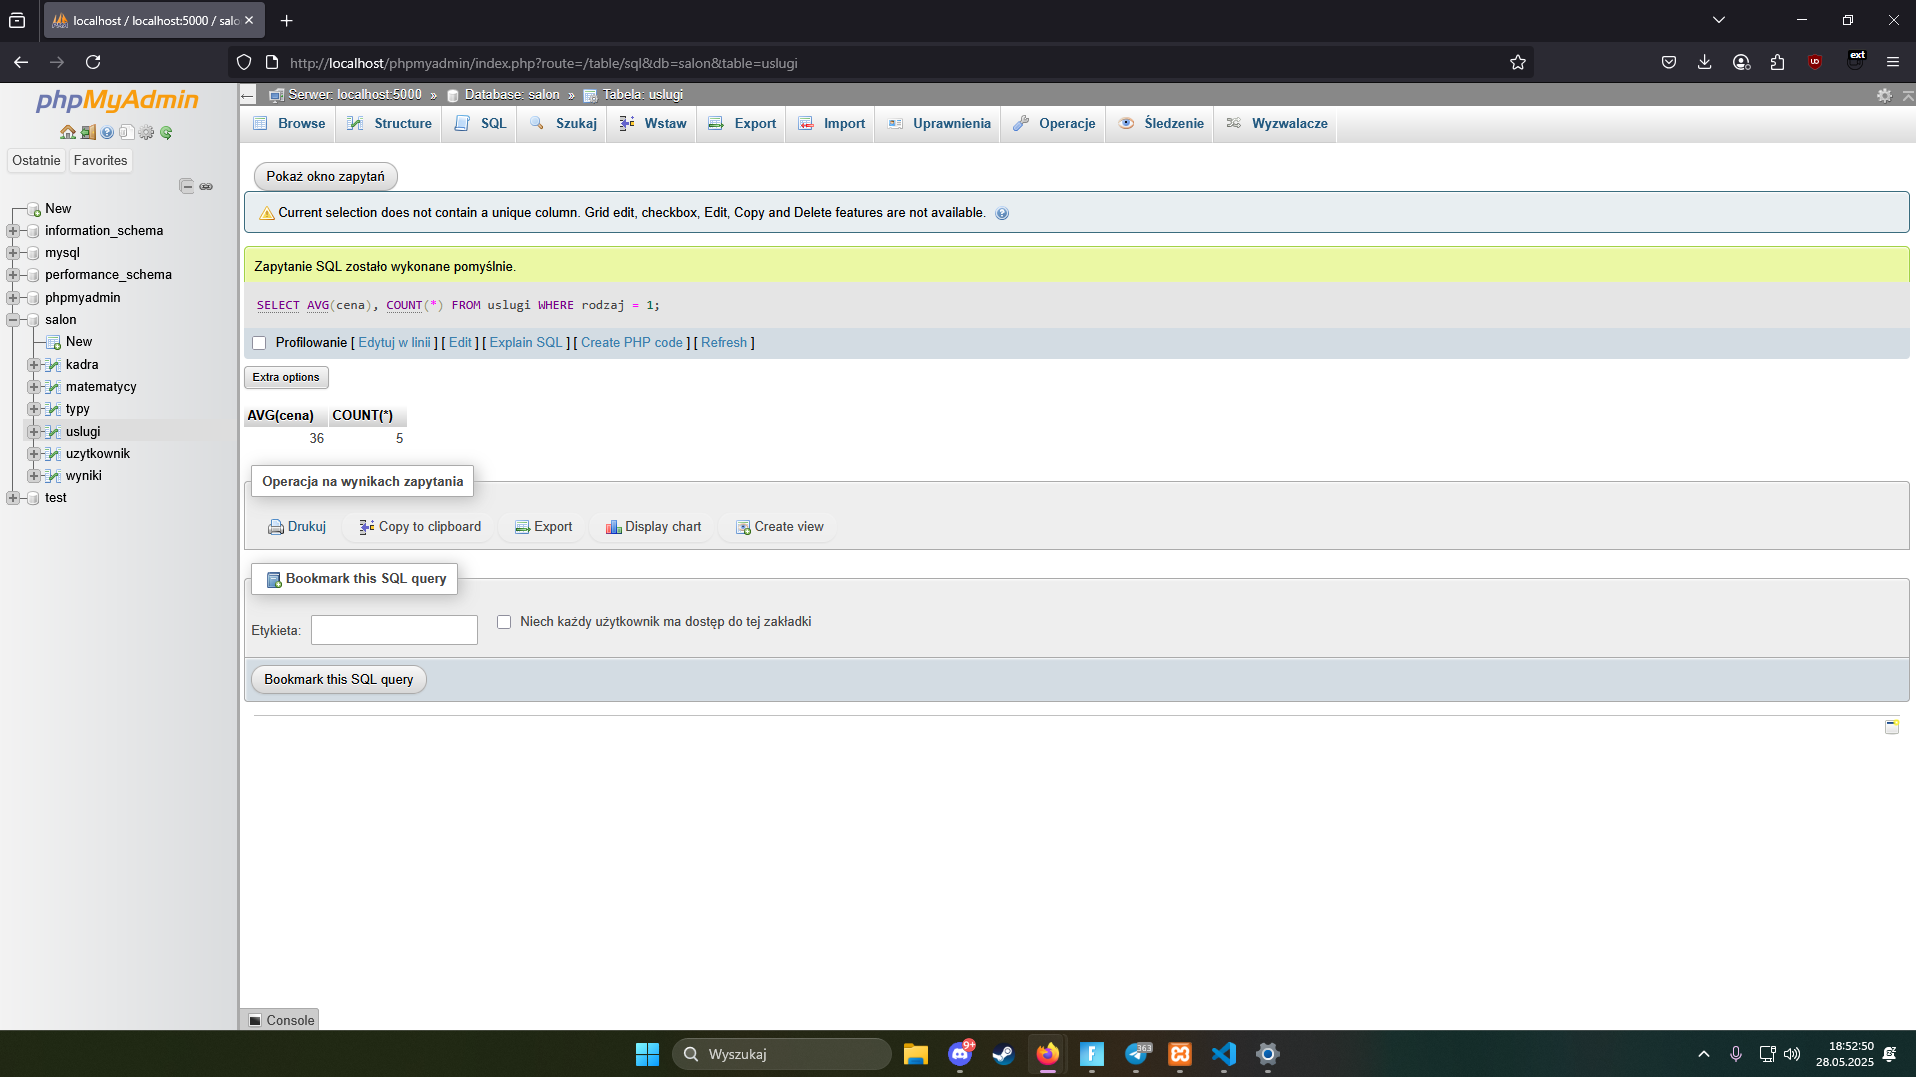 localhost / localhost:5000 / salo
http://localhost/phpmyadmin/index.php?route=/table/sql&db=salon&table=uslugi
ext
phpMyAdmin
Ostatnie Favorites
New
information_schema
mysql
performance_schema
phpmyadmin
salon
New
kadra
matematycy
typy
uslugi
uzytkownik
wyniki
test
Serwer: localhost:5000 » Database: salon » Tabela: uslugi
Browse Structure SQL Szukaj Wstaw Export Import Uprawnienia Operacje Śledzenie Wyzwalacze
Pokaż okno zapytań
Current selection does not contain a unique column. Grid edit, checkbox, Edit, Copy and Delete features are not available.
Zapytanie SQL zostało wykonane pomyślnie.
SELECT AVG(cena), COUNT(*) FROM uslugi WHERE rodzaj = 1;
Profilowanie [ Edytuj w linii ] [ Edit ] [ Explain SQL ] [ Create PHP code ] [ Refresh ]
Extra options
AVG(cena) COUNT(*)
36 5
Operacja na wynikach zapytania
Drukuj Copy to clipboard Export Display chart Create view
Bookmark this SQL query
Etykieta: Niech każdy użytkownik ma dostęp do tej zakładki
Bookmark this SQL query
Console
Wyszukaj
9+
363
18:52:50
28.05.2025